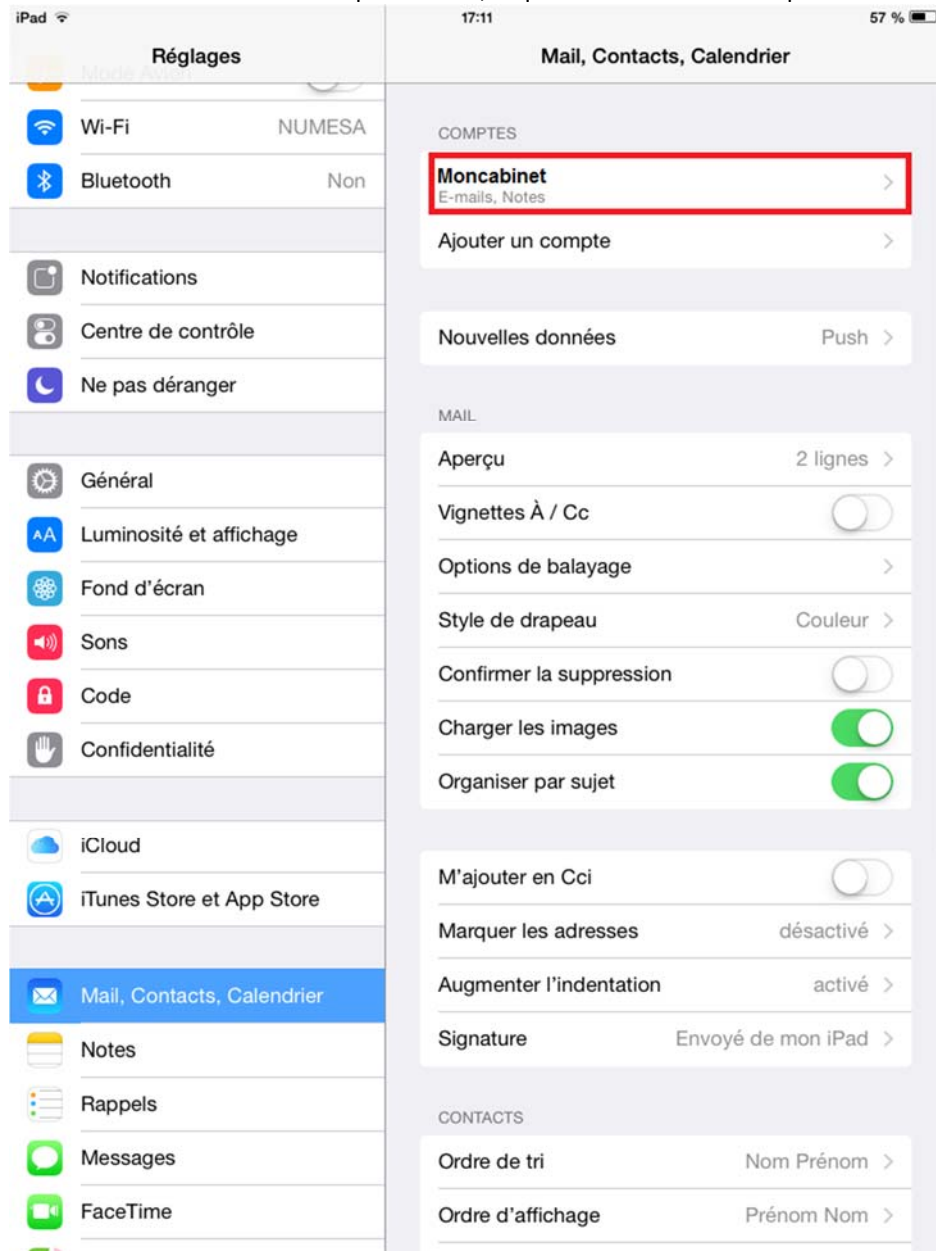 iPad 17:11 57 %
Réglages
Mail, Contacts, Calendrier
Mode Avion
Wi-Fi NUMESA
Bluetooth Non
Notifications
Centre de contrôle
Ne pas déranger
Général
AA Luminosité et affichage
Fond d'écran
Sons
Code
Confidentialité
iCloud
iTunes Store et App Store
Mail, Contacts, Calendrier
Notes
Rappels
Messages
FaceTime
COMPTES
Moncabinet
E-mails, Notes
Ajouter un compte
Nouvelles données Push
MAIL
Aperçu 2 lignes
Vignettes À / Cc
Options de balayage
Style de drapeau Couleur
Confirmer la suppression
Charger les images
Organiser par sujet
M'ajouter en Cci
Marquer les adresses désactivé
Augmenter l'indentation activé
Signature Envoyé de mon iPad
CONTACTS
Ordre de tri Nom Prénom
Ordre d'affichage Prénom Nom